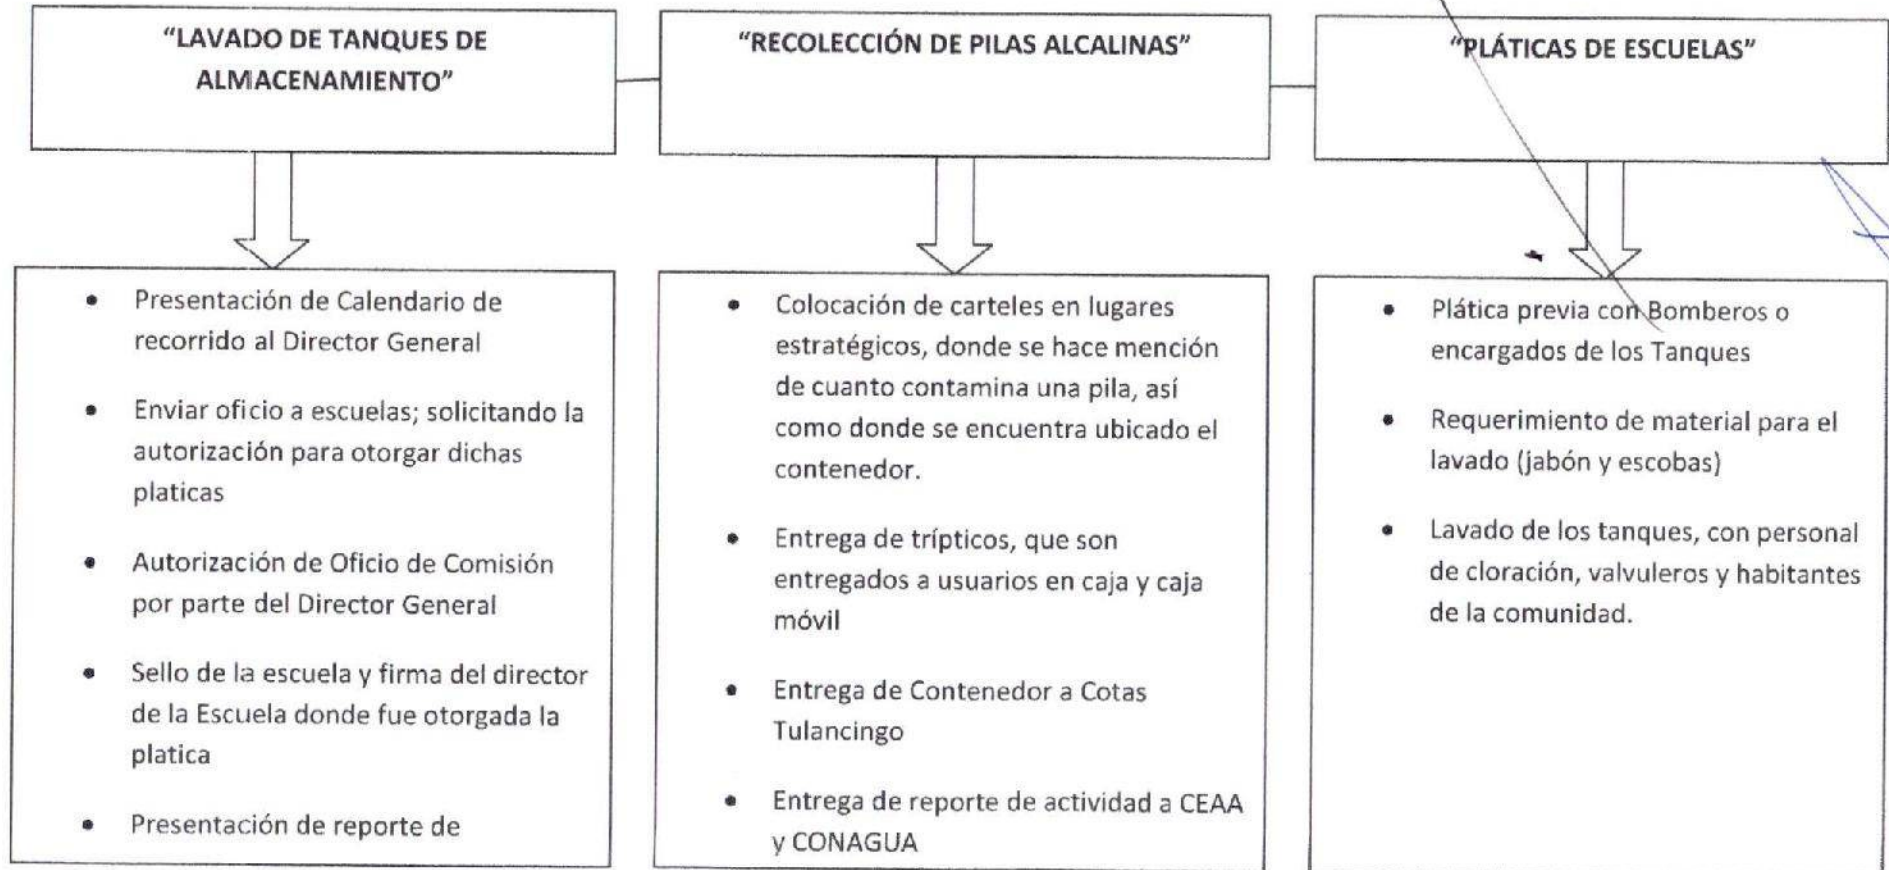 "LAVADO DE TANQUES DE
ALMACENAMIENTO"
"RECOLECCIÓN DE PILAS ALCALINAS"
"PLÁTICAS DE ESCUELAS"
• Presentación de Calendario de
recorrido al Director General
• Enviar oficio a escuelas; solicitando la
autorización para otorgar dichas
platicas
• Autorización de Oficio de Comisión
por parte del Director General
• Sello de la escuela y firma del director
de la Escuela donde fue otorgada la
platica
• Presentación de reporte de
• Colocación de carteles en lugares
estratégicos, donde se hace mención
de cuanto contamina una pila, así
como donde se encuentra ubicado el
contenedor.
• Entrega de trípticos, que son
entregados a usuarios en caja y caja
móvil
• Entrega de Contenedor a Cotas
Tulancingo
• Entrega de reporte de actividad a CEAA
y CONAGUA
• Plática previa con Bomberos o
encargados de los Tanques
• Requerimiento de material para el
lavado (jabón y escobas)
• Lavado de los tanques, con personal
de cloración, valvuleros y habitantes
de la comunidad.